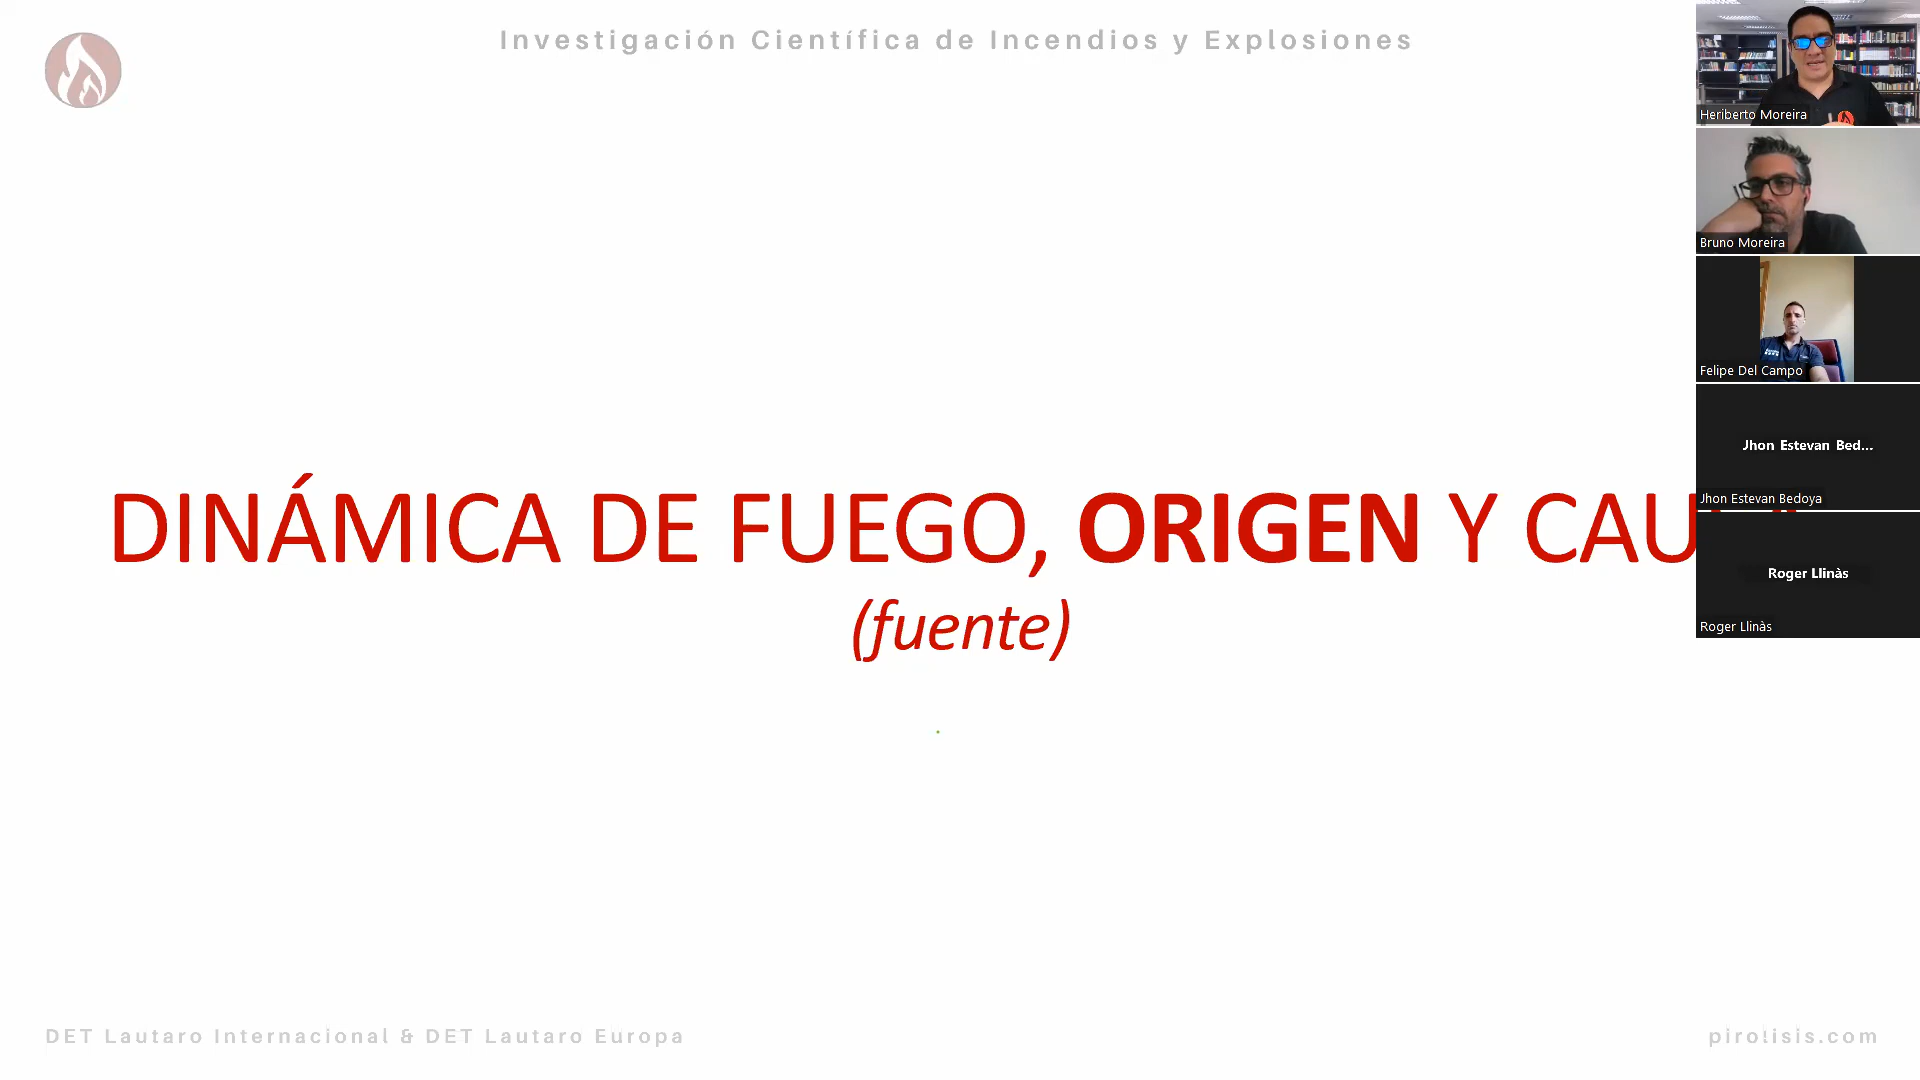 Investigación Científica de Incendios y Explosiones
DINÁMICA DE FUEGO, ORIGEN Y CAU
(fuente)
DET Lautaro Internacional & DET Lautaro Europa
pirolisis.com
Heriberto Moreira
Bruno Moreira
Felipe Del Campo
Jhon Estevan Bed...
Jhon Estevan Bedoya
Roger Llinàs
Roger Llinàs